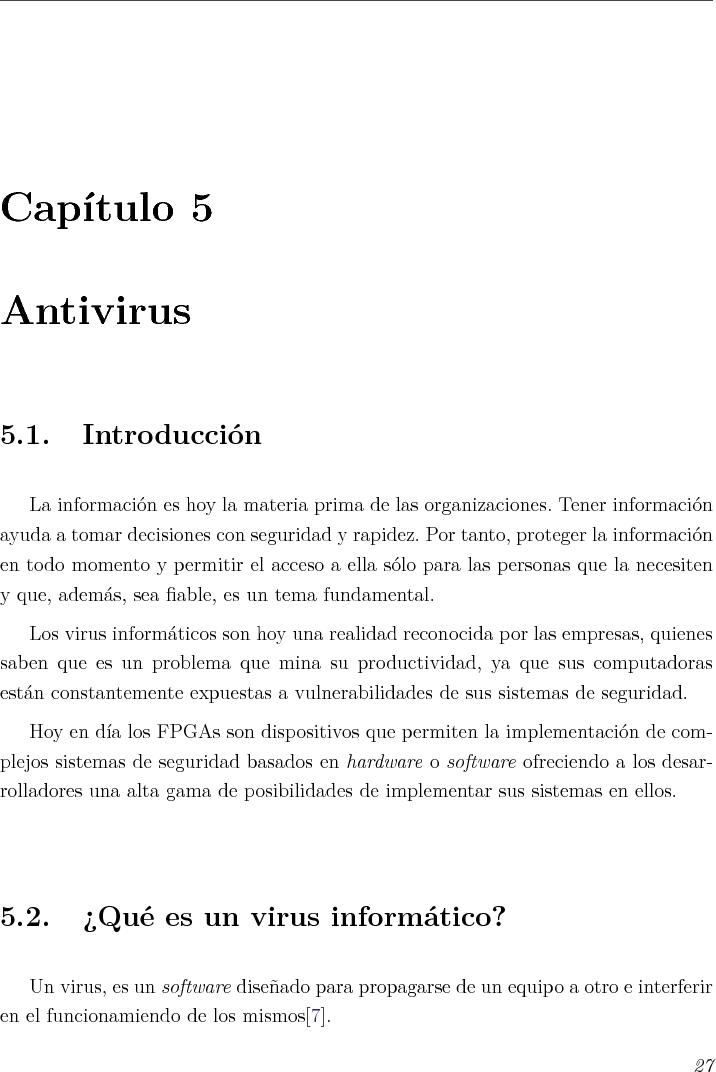 Capítulo 5
Antivirus
5.1. Introducción
La información es hoy la materia prima de las organizaciones. Tener información
ayuda a tomar decisiones con seguridad y rapidez. Por tanto, proteger la información
en todo momento y permitir el acceso a ella sólo para las personas que la necesiten
y que, además, sea fiable, es un tema fundamental.
Los virus informáticos son hoy una realidad reconocida por las empresas, quienes
saben que es un problema que mina su productividad, ya que sus computadoras
están constantemente expuestas a vulnerabilidades de sus sistemas de seguridad.
Hoy en día los FPGAs son dispositivos que permiten la implementación de com-
plejos sistemas de seguridad basados en hardware o software ofreciendo a los desar-
rolladores una alta gama de posibilidades de implementar sus sistemas en ellos.
5.2. ¿Qué es un virus informático?
Un virus, es un software diseñado para propagarse de un equipo a otro e interferir
en el funcionamiendo de los mismos[7].
27